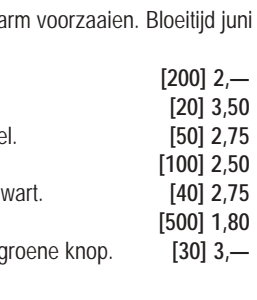 arm voorzaaien. Bloeitijd juni
[200] 2,—
[20] 3,50
el. [50] 2,75
[100] 2,50
wart. [40] 2,75
[500] 1,80
groene knop. [30] 3,—